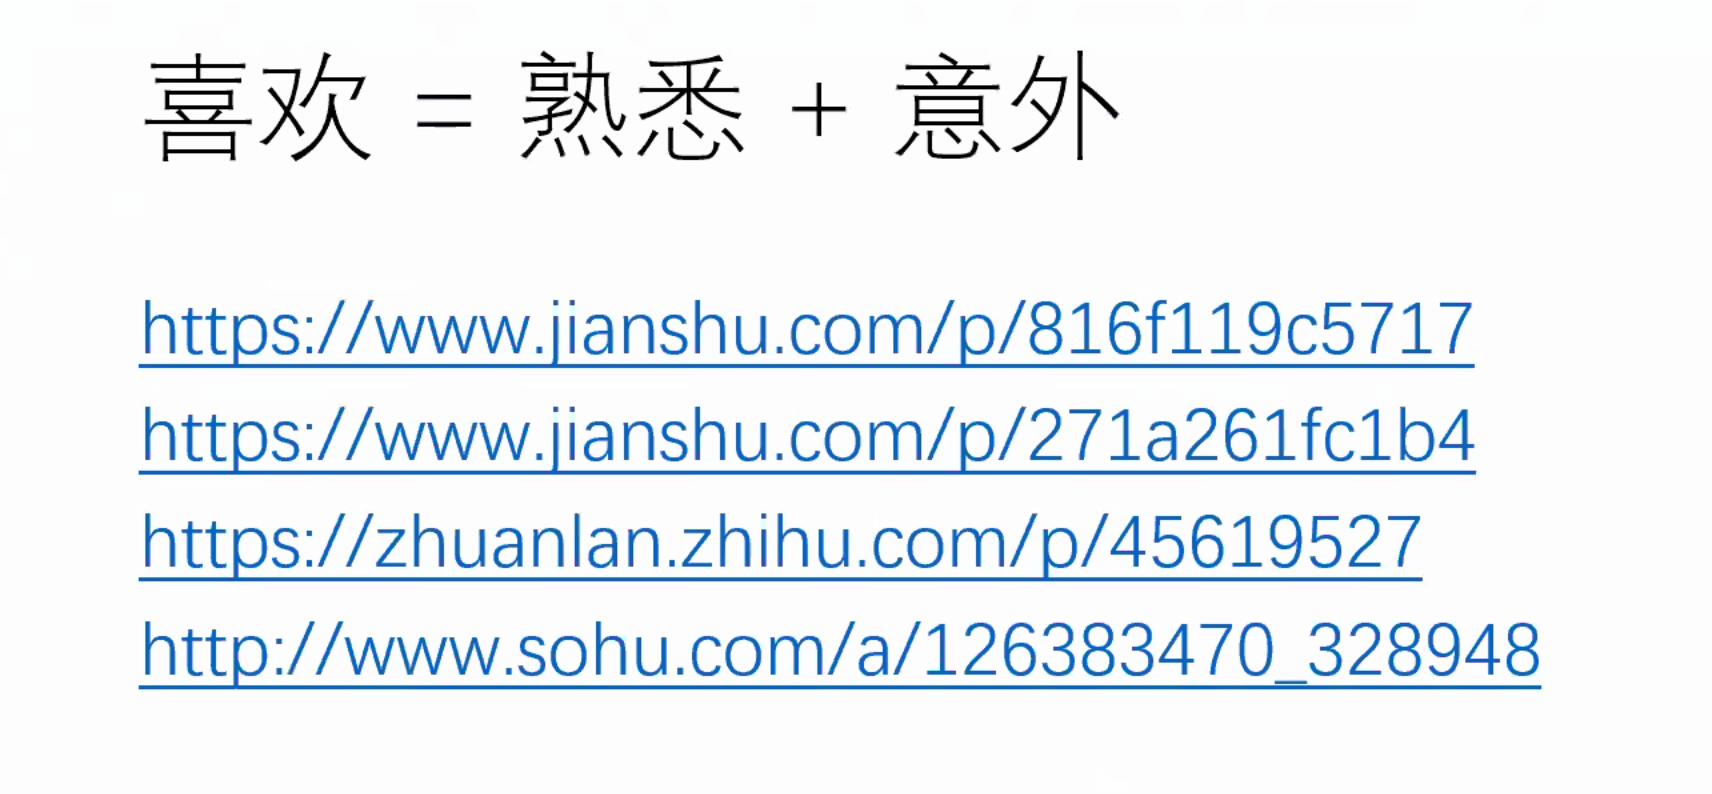 喜欢 = 熟悉 + 意外
https://www.jianshu.com/p/816f119c5717
https://www.jianshu.com/p/271a261fc1b4
https://zhuanlan.zhihu.com/p/45619527
http://www.sohu.com/a/126383470_328948